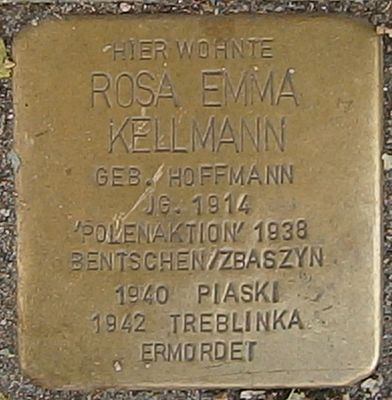 HIER WOHNTE
ROSA EMMA
KELLMANN
GEB. HOFFMANN
JG. 1914
'POLENAKTION' 1938
BENTSCHEN/ZBASZYN
1940 PIASKI
1942 TREBLINKA
ERMORDET